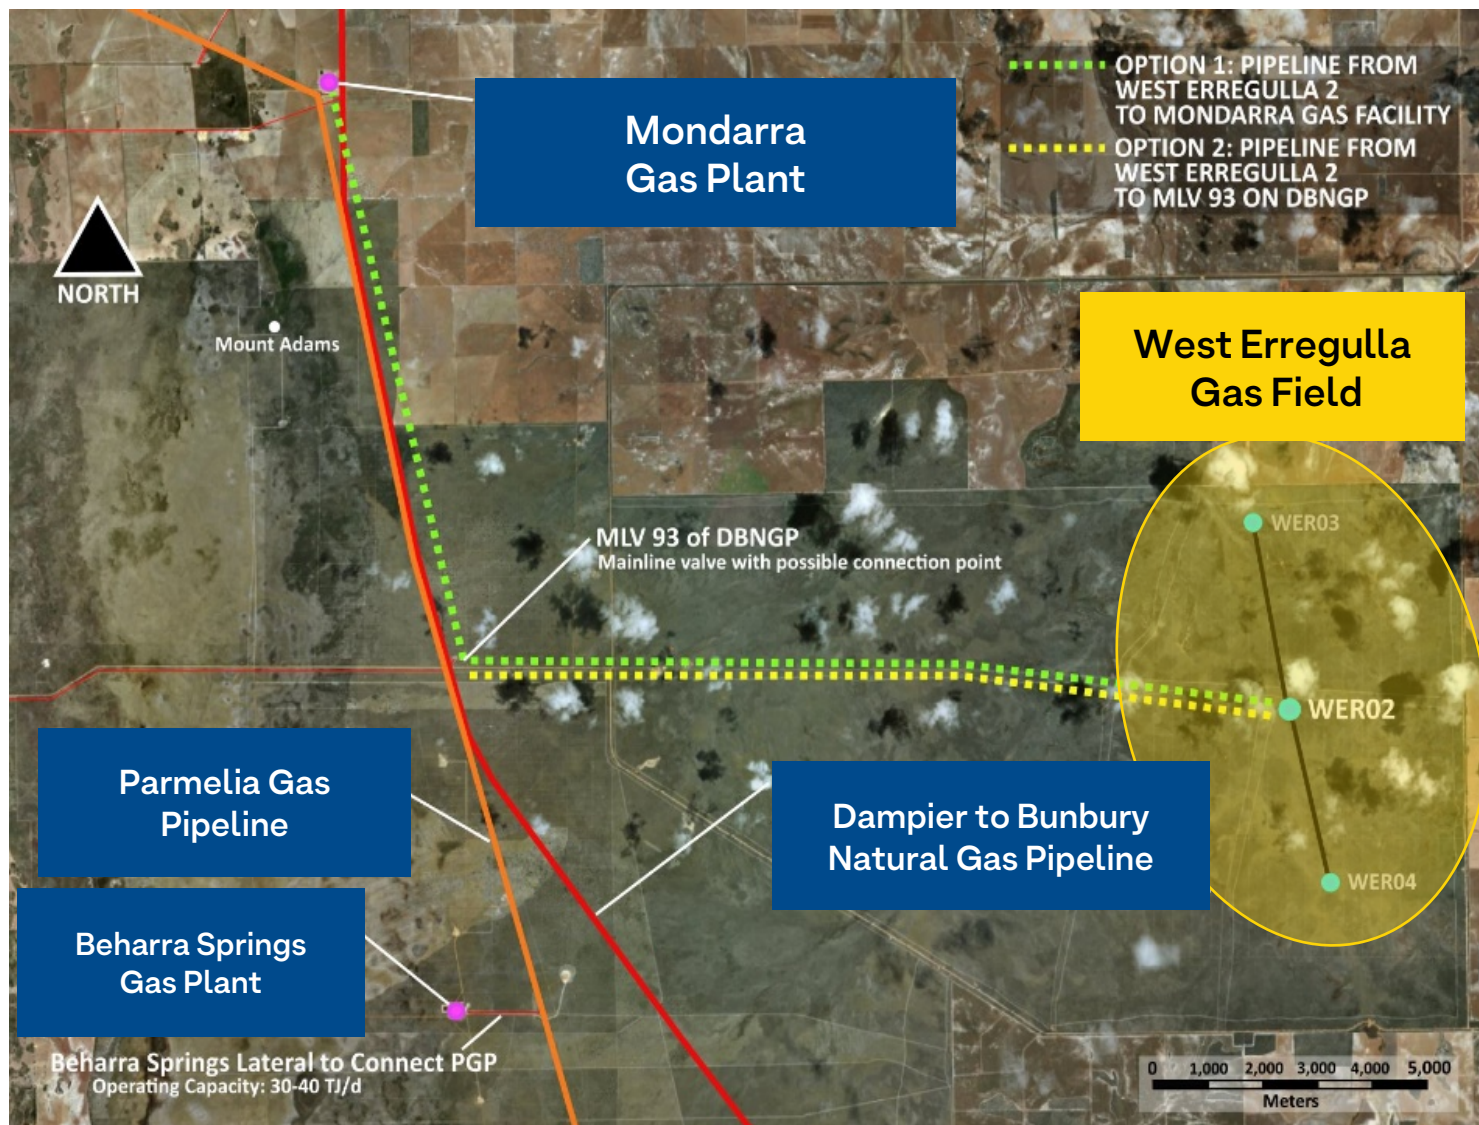 OPTION 1: PIPELINE FROM
WEST ERREGULLA 2
TO MONDARRA GAS FACILITY
OPTION 2: PIPELINE FROM
WEST ERREGULLA 2
TO MLV 93 ON DBNGP
Mondarra
Gas Plant
NORTH
Mount Adams
West Erregulla
Gas Field
WER03
MLV 93 of DBNGP
Mainline valve with possible connection point
WER02
Parmelia Gas
Pipeline
Dampier to Bunbury
Natural Gas Pipeline
WER04
Beharra Springs
Gas Plant
Beharra Springs Lateral to Connect PGP
Operating Capacity: 30-40 TJ/d
0 1,000 2,000 3,000 4,000 5,000
Meters